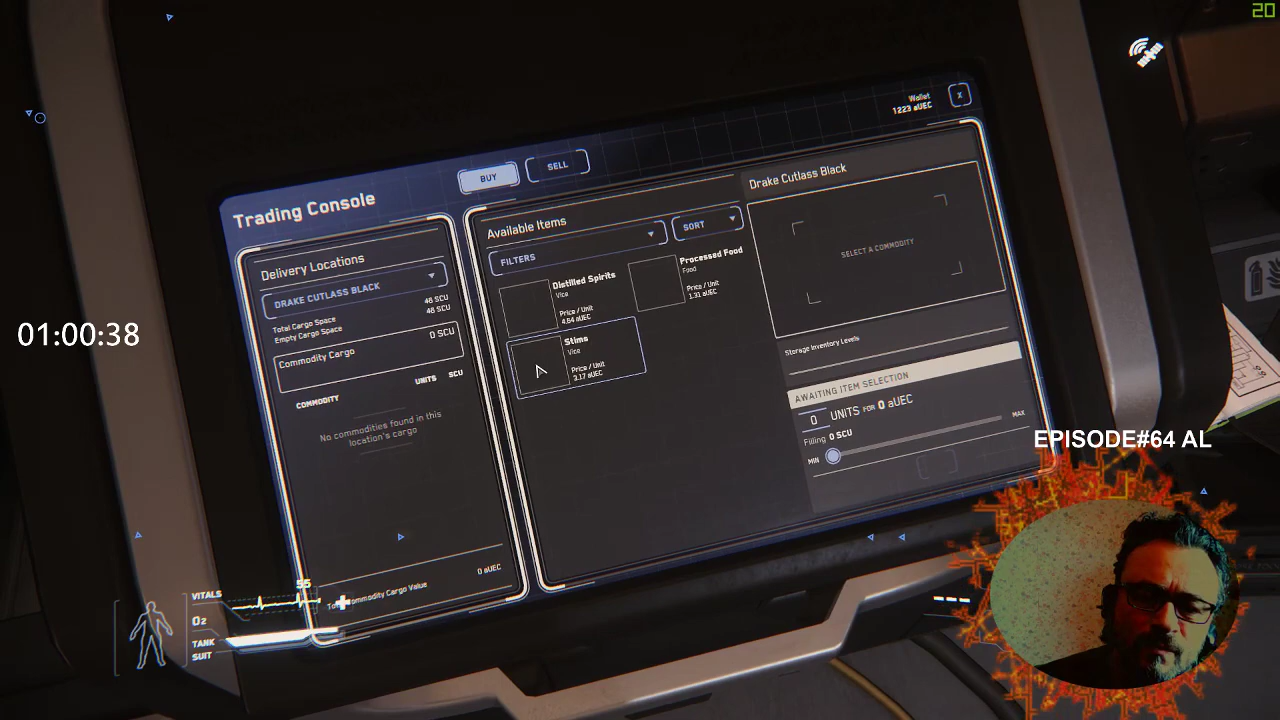 20
Wallet
1223 aUEC
X
Trading Console
BUY
SELL
Delivery Locations
DRAKE CUTLASS BLACK
Total Cargo Space 46 SCU
Empty Cargo Space 46 SCU
Commodity Cargo 0 SCU
COMMODITY UNITS SCU
No commodities found in this
location's cargo
Commodity Cargo Value 0 aUEC
Available Items
FILTERS
SORT
Distilled Spirits
Vice
Price / Unit
4.64 aUEC
Processed Food
Food
Price / Unit
1.31 aUEC
Stims
Vice
Price / Unit
3.17 aUEC
Drake Cutlass Black
SELECT A COMMODITY
Storage Inventory Levels
AWAITING ITEM SELECTION
0 UNITS FOR 0 aUEC
Filling 0 SCU
MIN
MAX
01:00:38
EPISODE#64 AL
55
VITALS
O2
TANK
SUIT